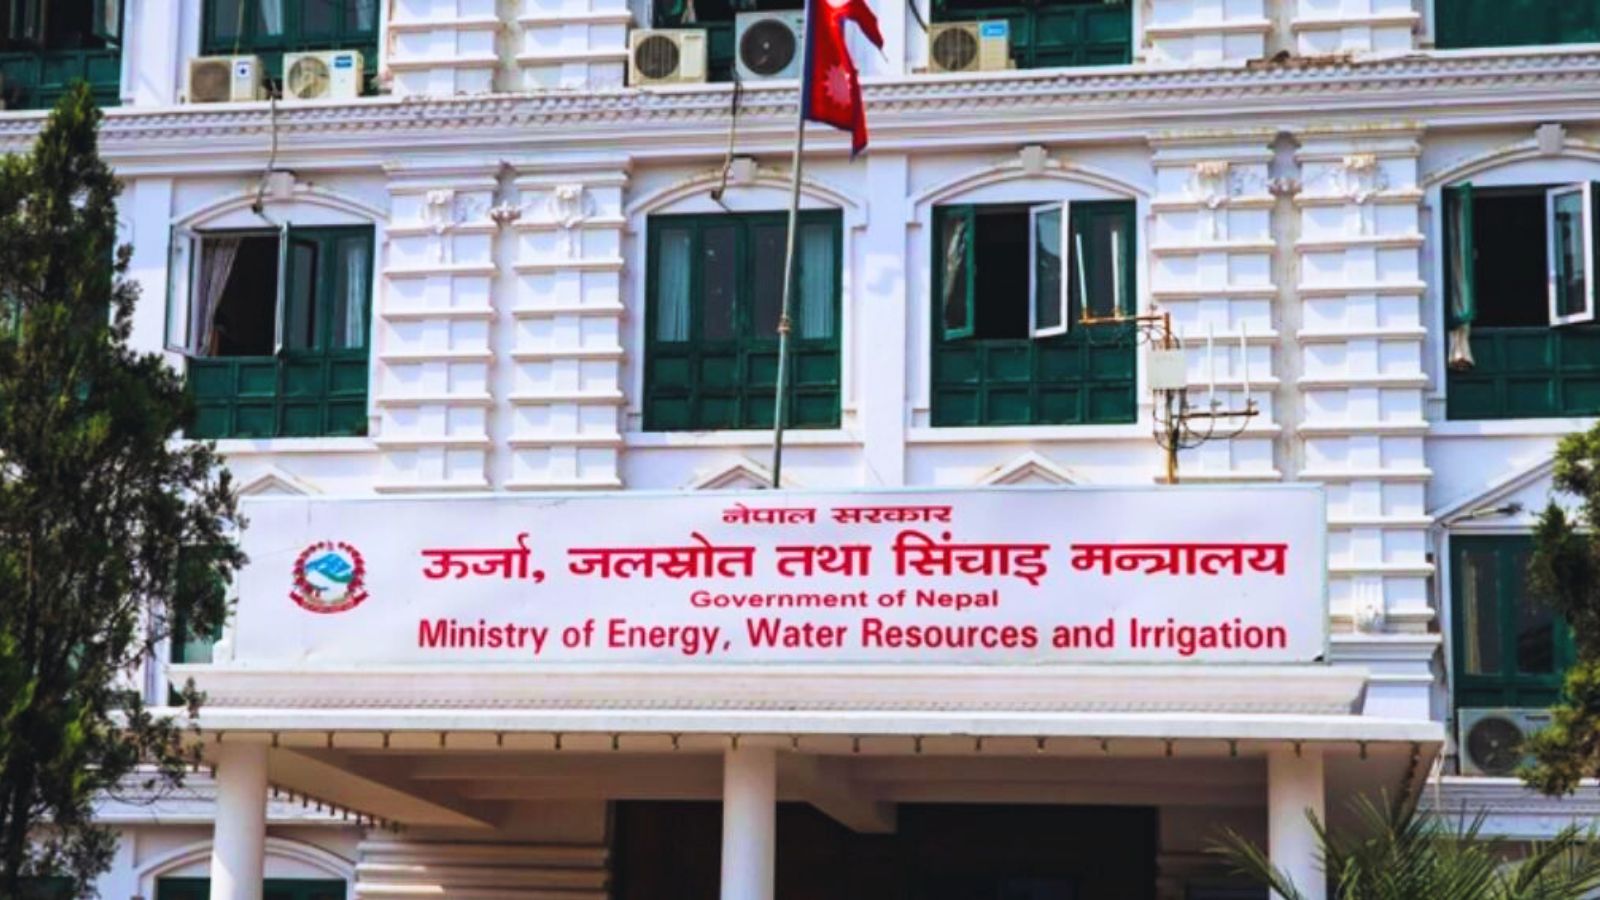 नेपाल सरकार
ऊर्जा, जलस्रोत तथा सिंचाइ मन्त्रालय
Government of Nepal
Ministry of Energy, Water Resources and Irrigation